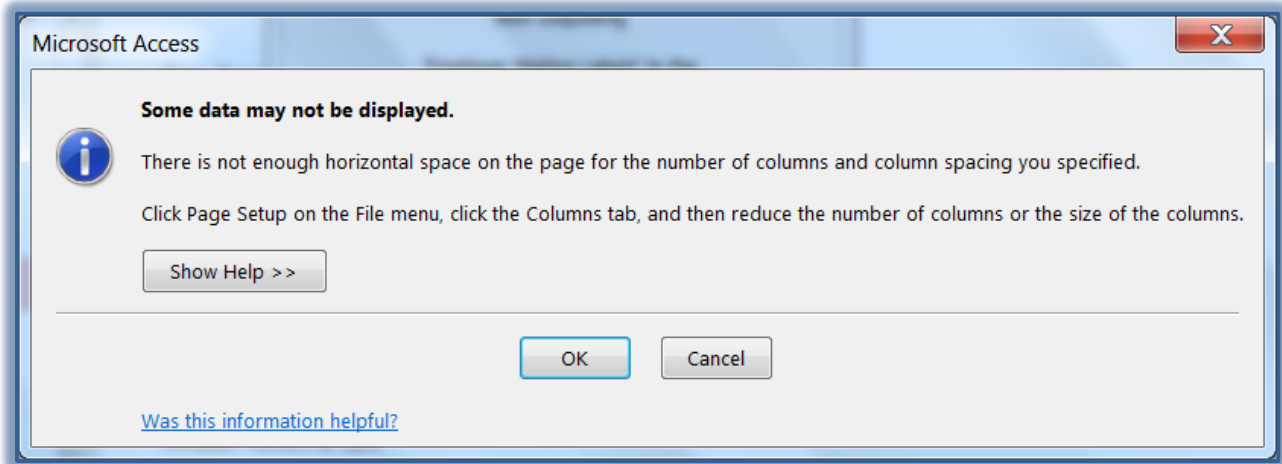 Microsoft Access
Some data may not be displayed.
There is not enough horizontal space on the page for the number of columns and column spacing you specified.
Click Page Setup on the File menu, click the Columns tab, and then reduce the number of columns or the size of the columns.
Show Help >>
OK
Cancel
Was this information helpful?